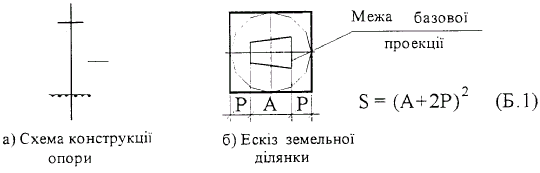 Межа базової
проекції
P A P
S = (A+2P)² (Б.1)
а) Схема конструкції
опори
б) Ескіз земельної
ділянки